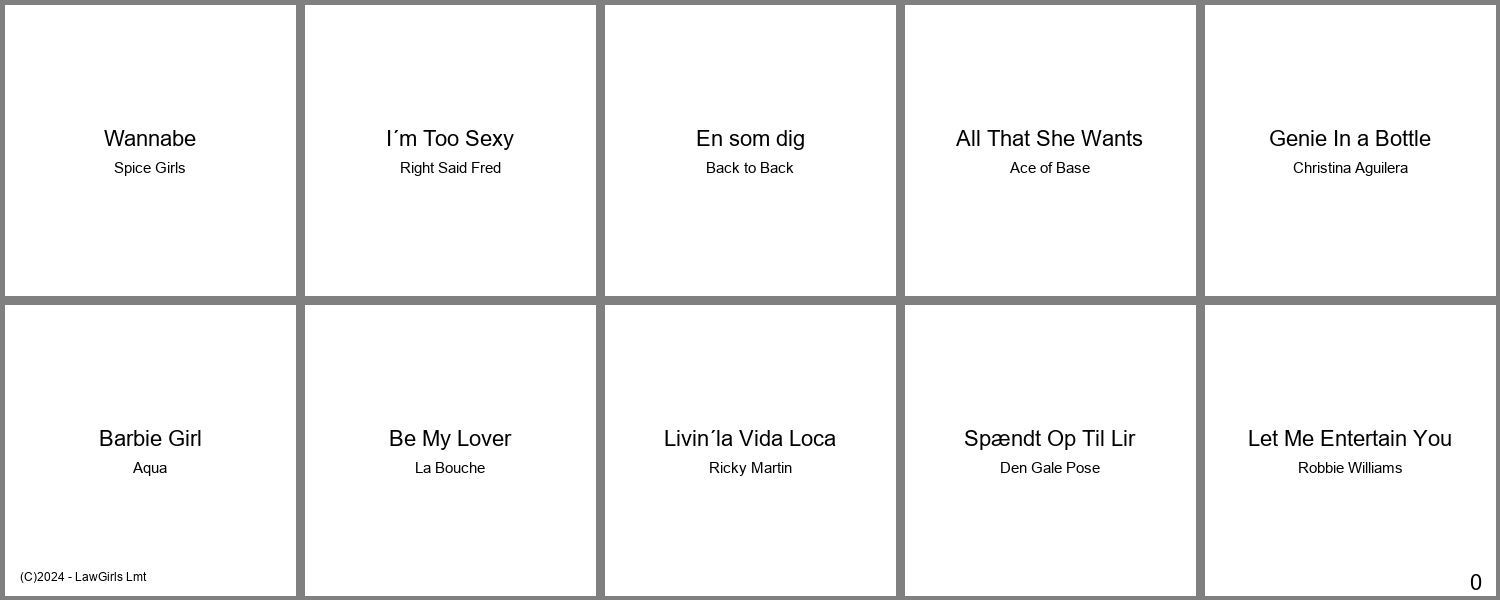 Wannabe
Spice Girls
I´m Too Sexy
Right Said Fred
En som dig
Back to Back
All That She Wants
Ace of Base
Genie In a Bottle
Christina Aguilera
Barbie Girl
Aqua
Be My Lover
La Bouche
Livin´la Vida Loca
Ricky Martin
Spændt Op Til Lir
Den Gale Pose
Let Me Entertain You
Robbie Williams
(C)2024 - LawGirls Lmt
0